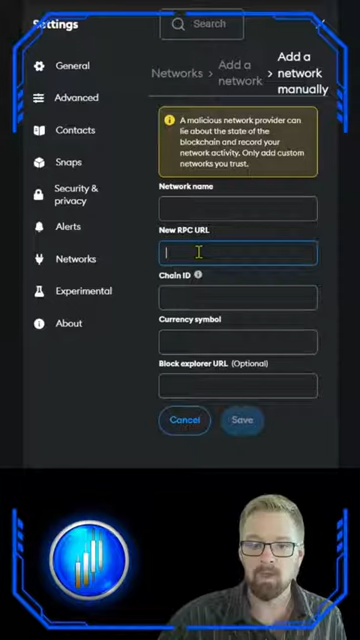 Settings
Search
General
Advanced
Contacts
Snaps
Security &
privacy
Alerts
Networks
Experimental
About
Networks > Add a
network > Add a
network
manually
A malicious network provider can
lie about the state of the
blockchain and record your
network activity. Only add custom
networks you trust.
Network name
New RPC URL
Chain ID
Currency symbol
Block explorer URL (Optional)
Cancel
Save